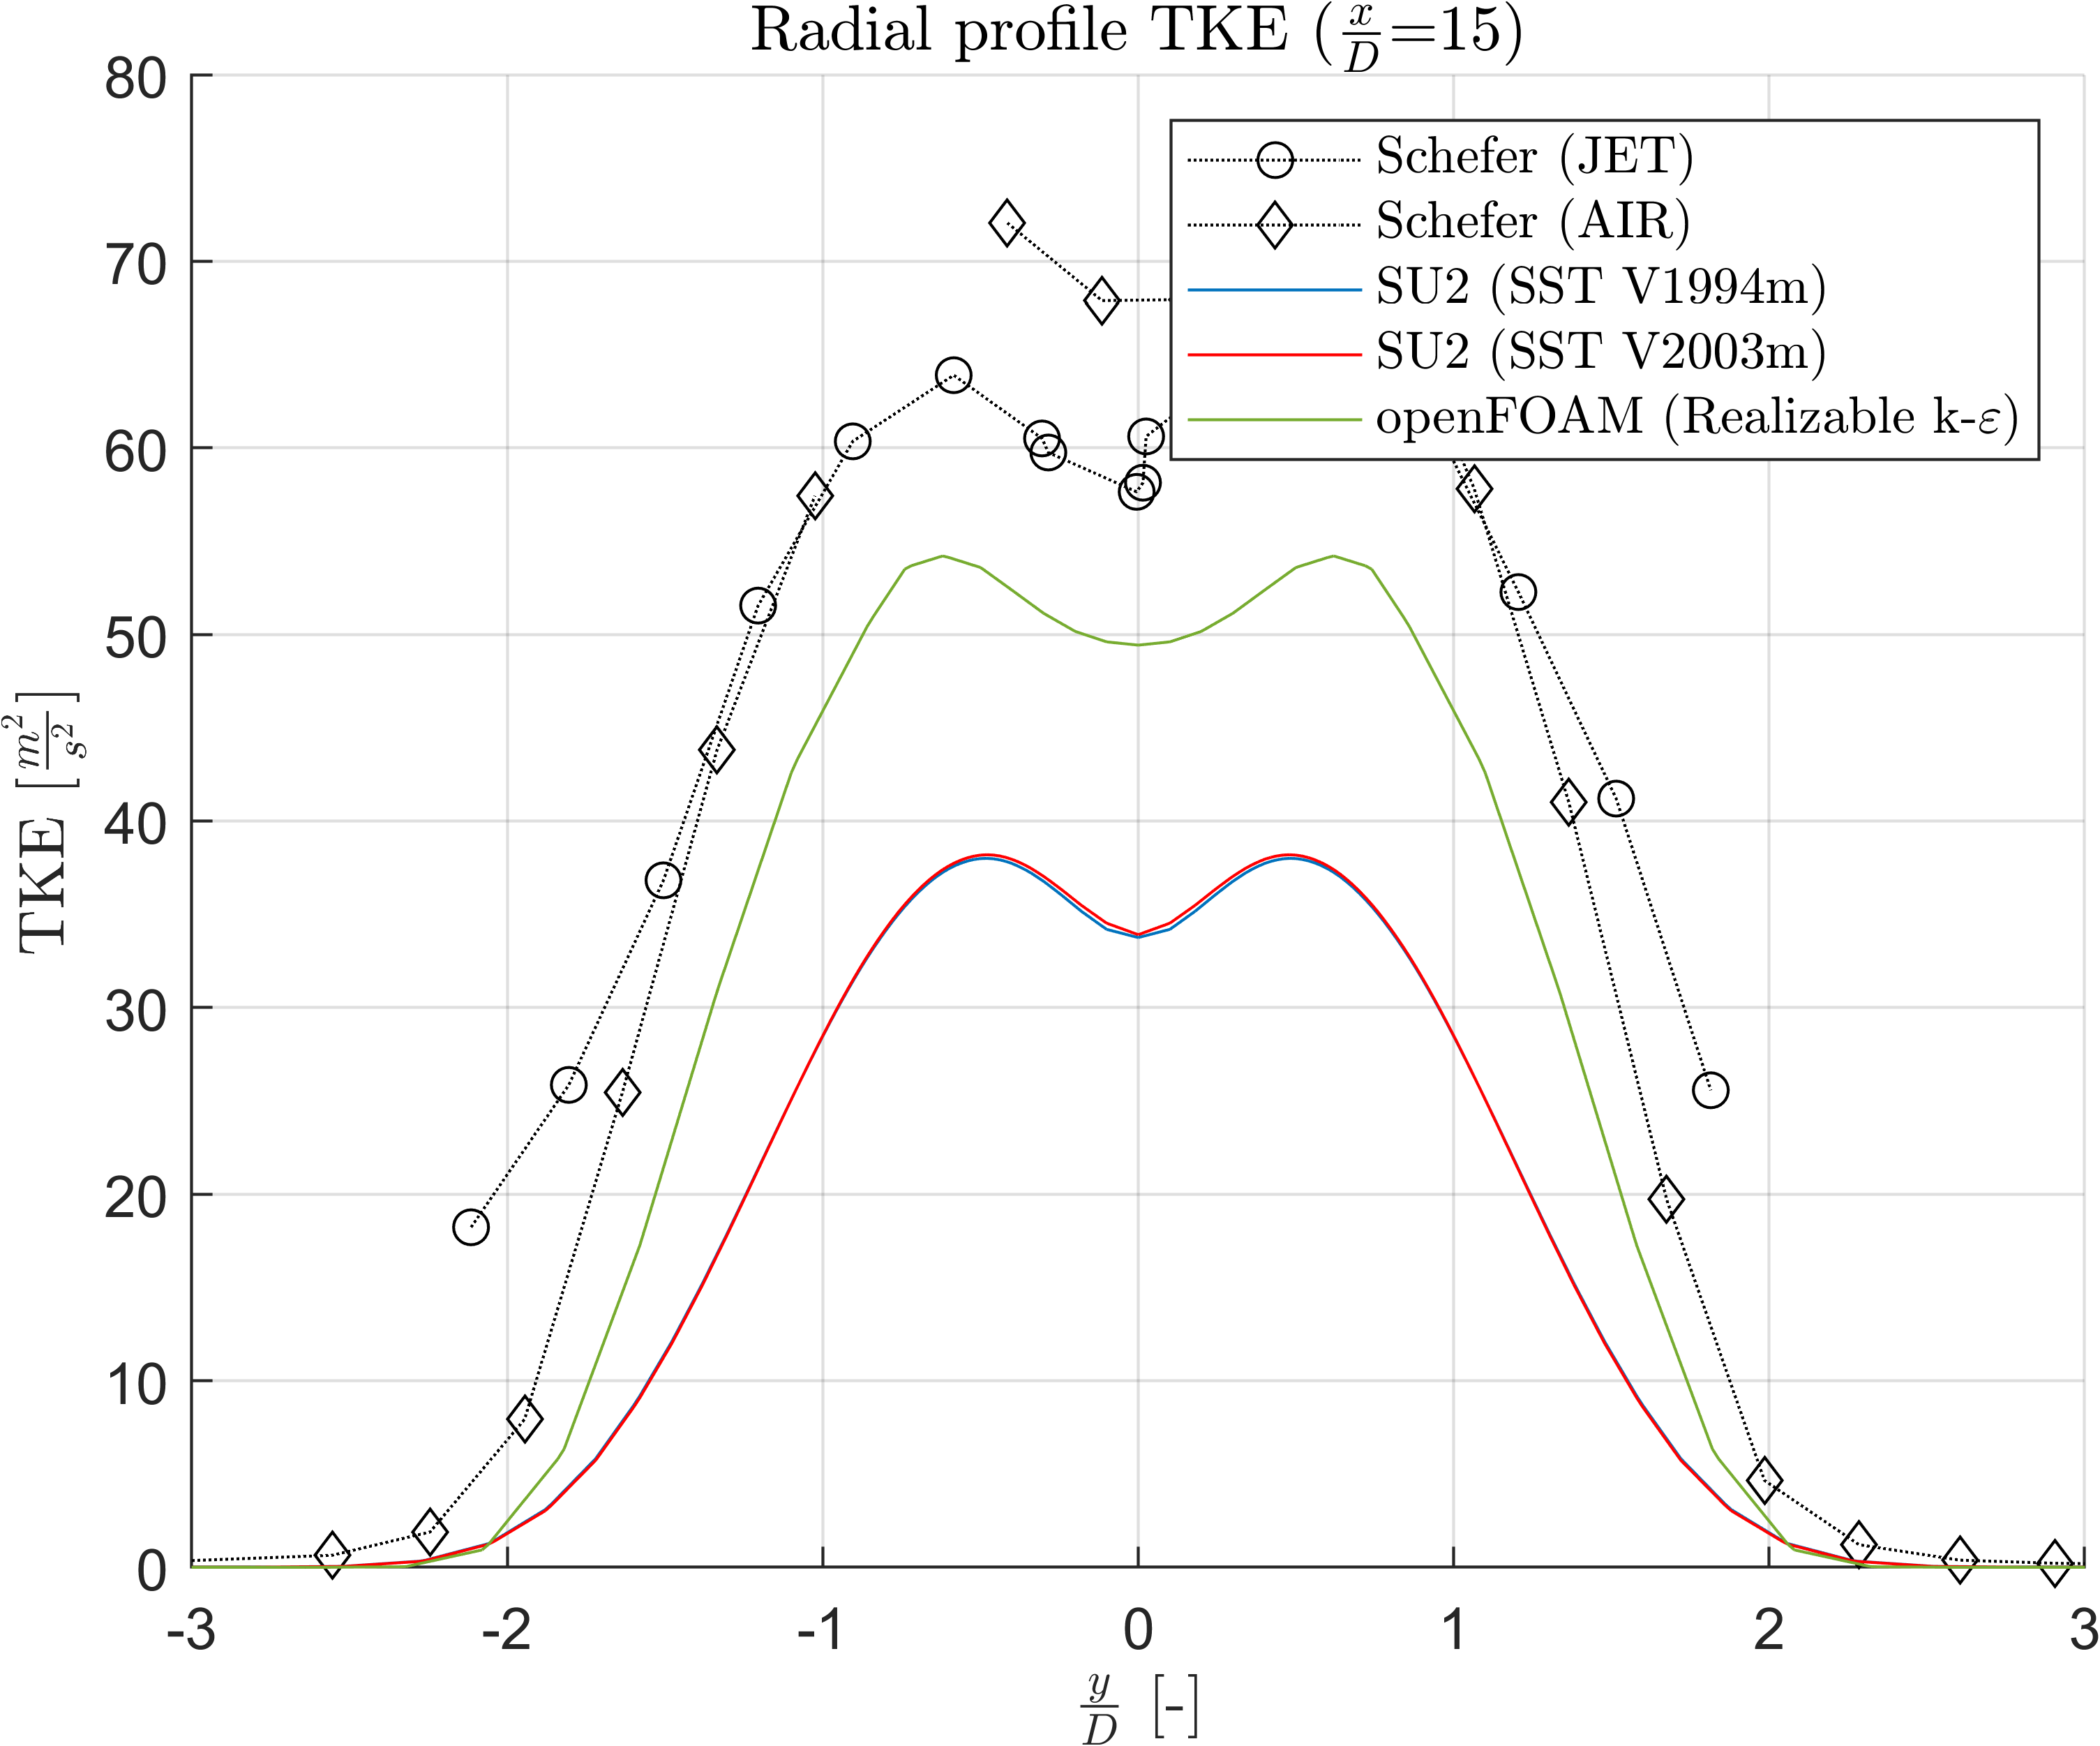 Radial profile TKE (x/D=15)
80
70
60
50
40
30
20
10
0
TKE [m²/s²]
Schefer (JET)
Schefer (AIR)
SU2 (SST V1994m)
SU2 (SST V2003m)
openFOAM (Realizable k-ε)
-3 -2 -1 0 1 2 3
y/D [-]